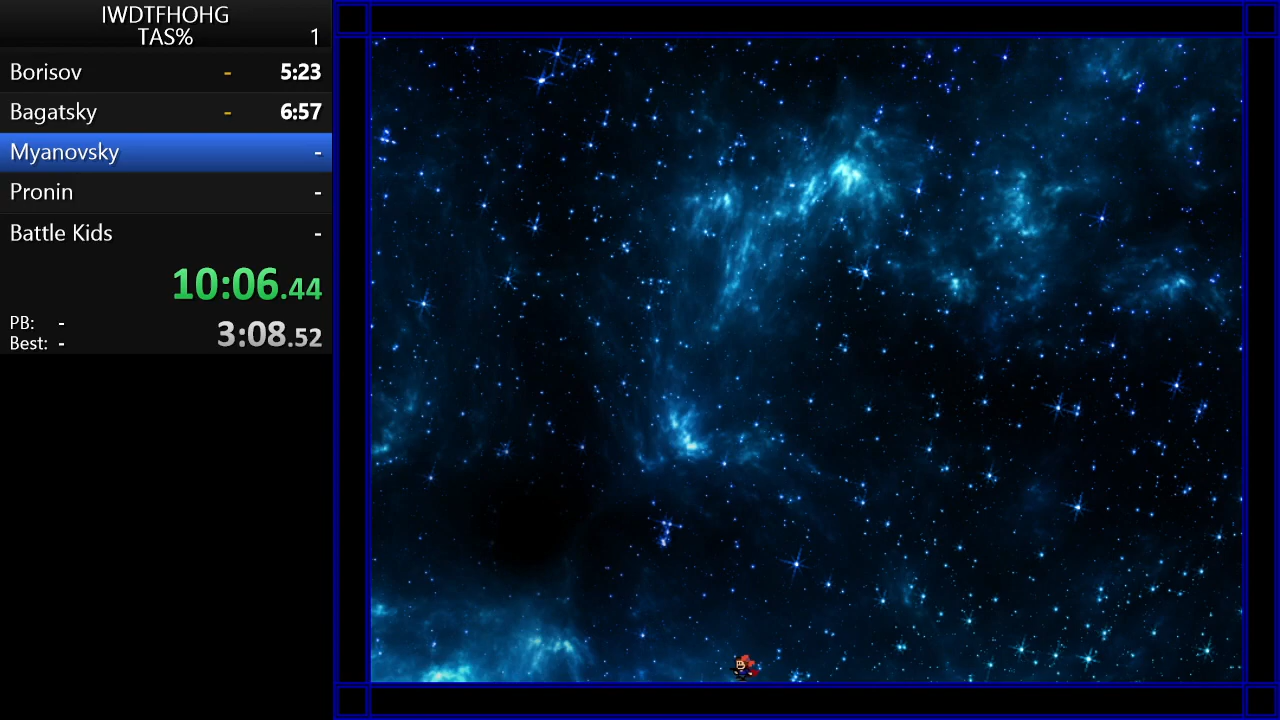 IWDTFHOHG
TAS% 1
Borisov - 5:23
Bagatsky - 6:57
Myanovsky -
Pronin -
Battle Kids -
10:06.44
PB: -
Best: - 3:08.52